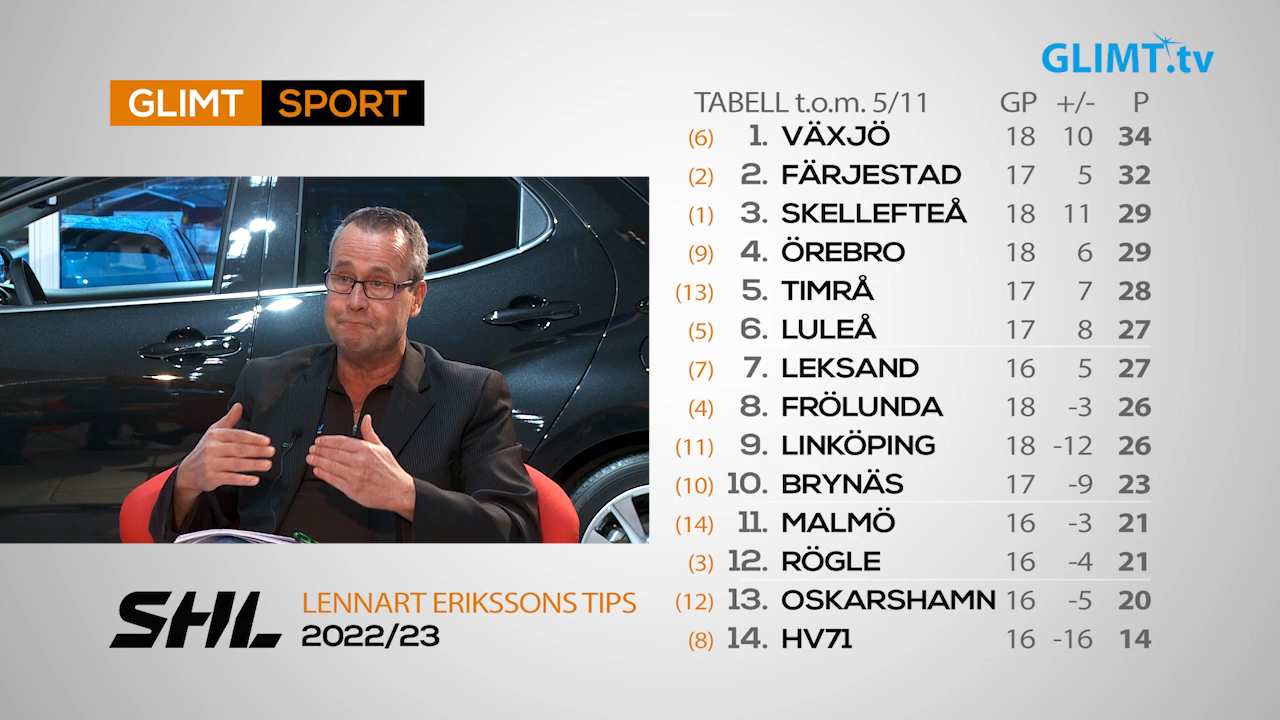 GLIMT.tv
GLIMT SPORT
TABELL t.o.m. 5/11 GP +/- P
(6) 1. VÄXJÖ 18 10 34
(2) 2. FÄRJESTAD 17 5 32
(1) 3. SKELLEFTEÅ 18 11 29
(9) 4. ÖREBRO 18 6 29
(13) 5. TIMRÅ 17 7 28
(5) 6. LULEÅ 17 8 27
(7) 7. LEKSAND 16 5 27
(4) 8. FRÖLUNDA 18 -3 26
(11) 9. LINKÖPING 18 -12 26
(10) 10. BRYNÄS 17 -9 23
(14) 11. MALMÖ 16 -3 21
(3) 12. RÖGLE 16 -4 21
(12) 13. OSKARSHAMN 16 -5 20
(8) 14. HV71 16 -16 14
SHL
LENNART ERIKSSONS TIPS
2022/23